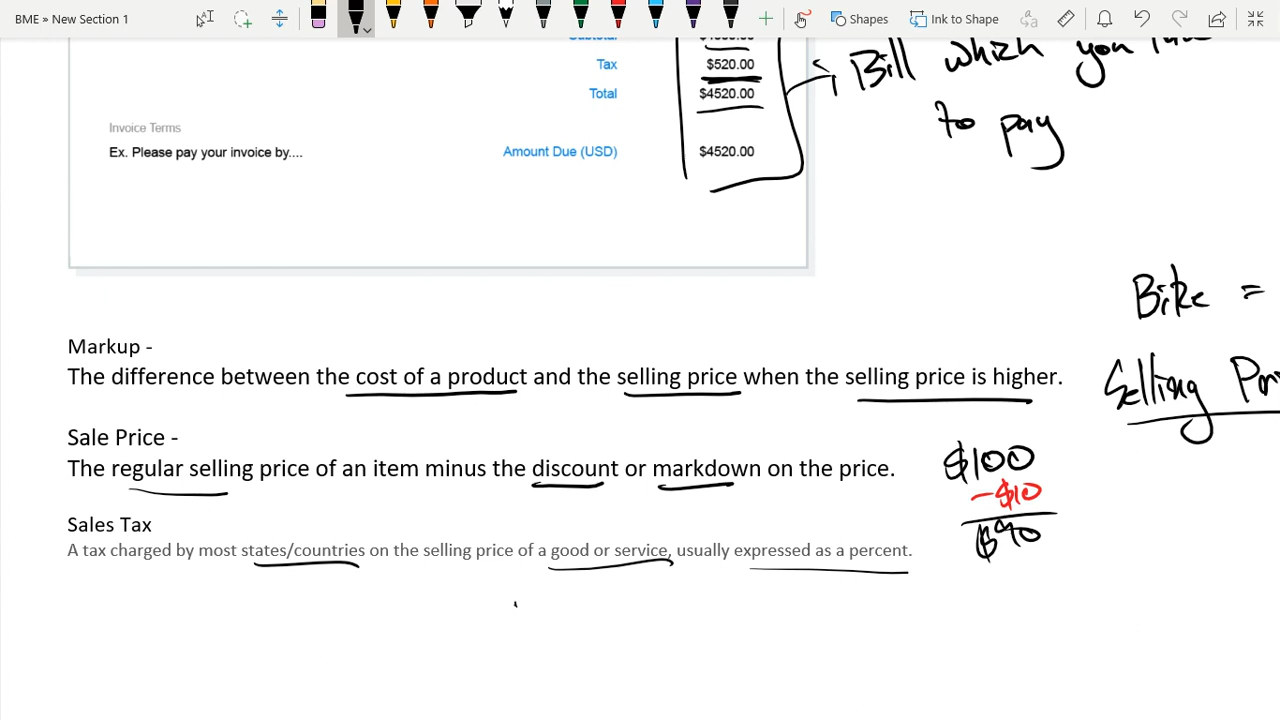 BME » New Section 1
Shapes
Ink to Shape
Tax $520.00
Total $4520.00
Invoice Terms
Ex. Please pay your invoice by....
Amount Due (USD) $4520.00
Bill which you
to pay
Markup -
The difference between the cost of a product and the selling price when the selling price is higher.
Bike =
Selling
Sale Price -
The regular selling price of an item minus the discount or markdown on the price.
$100
-$10
$90
Sales Tax
A tax charged by most states/countries on the selling price of a good or service, usually expressed as a percent.